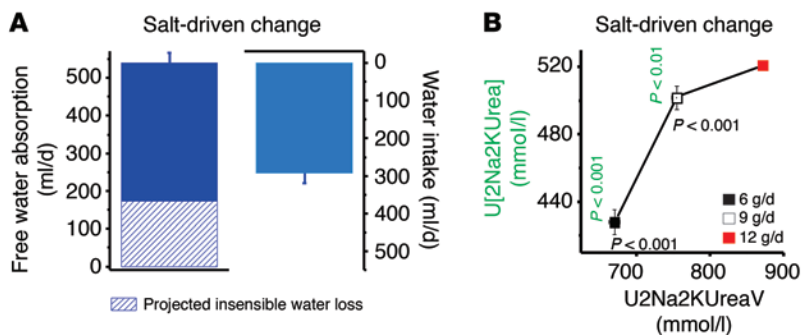 A
Salt-driven change
Free water absorption
(ml/d)
500
400
300
200
100
0
0
100
200
300
400
500
Water intake (ml/d)
Projected insensible water loss
B
Salt-driven change
U[2Na2KUrea]
(mmol/l)
520
480
440
P < 0.01
P < 0.001
P < 0.001
P < 0.001
6 g/d
9 g/d
12 g/d
700
800
900
U2Na2KUreaV
(mmol/l)